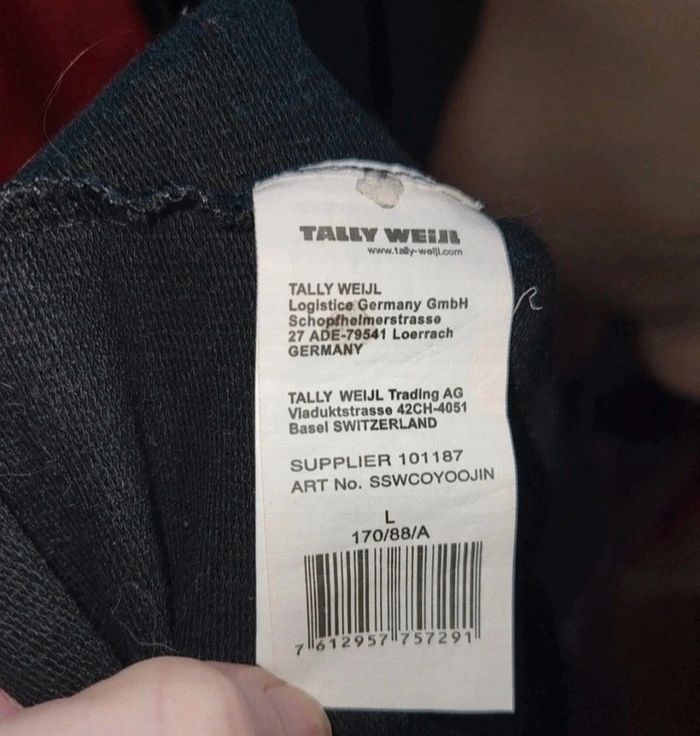 TALLY WEIJL
www.tally-weijl.com
TALLY WEIJL
Logistice Germany GmbH
Schopfheimerstrasse
27 ADE-79541 Loerrach
GERMANY
TALLY WEIJL Trading AG
Viaduktstrasse 42CH-4051
Basel SWITZERLAND
SUPPLIER 101187
ART No. SSWCOYOOJIN
L
170/88/A
7 612957 757291